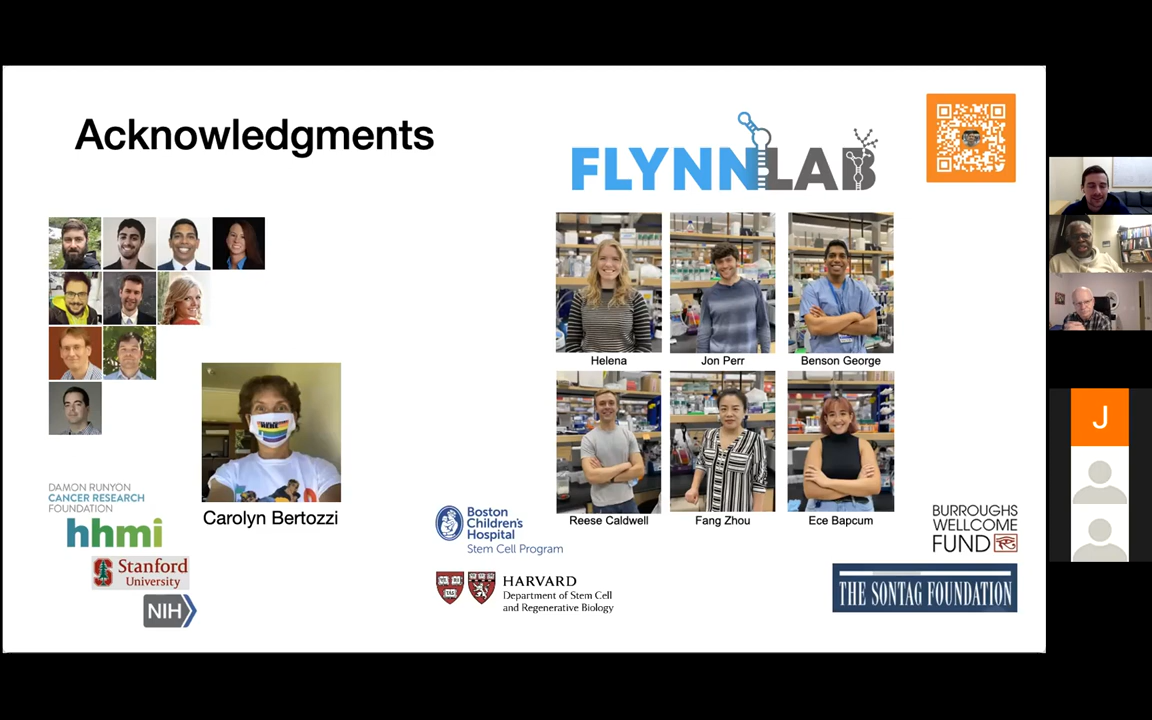 Acknowledgments
FLYNNLAB
Helena
Jon Perr
Benson George
Reese Caldwell
Fang Zhou
Ece Bapcum
Carolyn Bertozzi
DAMON RUNYON
CANCER RESEARCH
FOUNDATION
hhmi
Stanford
University
NIH
Boston
Children's
Hospital
Stem Cell Program
HARVARD
Department of Stem Cell
and Regenerative Biology
BURROUGHS
WELLCOME
FUND
THE SONTAG FOUNDATION
J